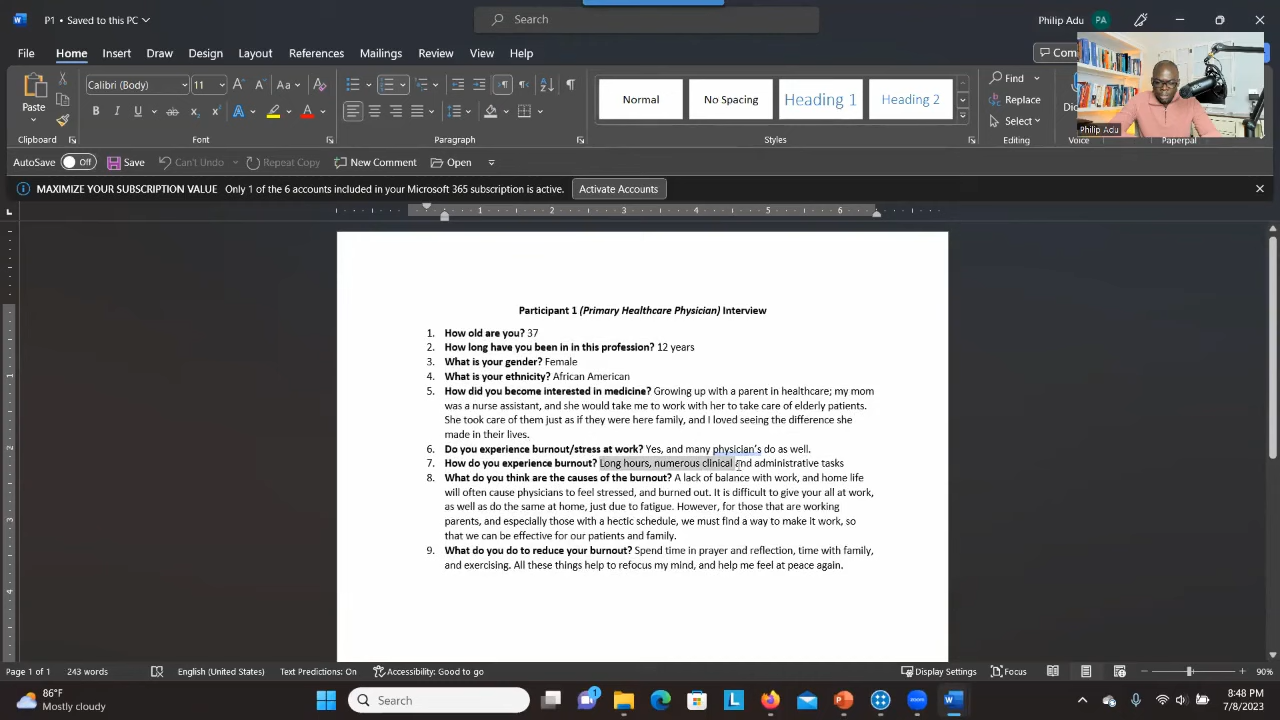 P1 • Saved to this PC
Search
Philip Adu PA
File Home Insert Draw Design Layout References Mailings Review View Help
Com
Paste
Calibri (Body) 11
Clipboard Font Paragraph
Normal No Spacing Heading 1 Heading 2
Styles
Find
Replace
Select
Editing
Dic
Voice
Paperpal
Philip Adu
AutoSave Off Save Can't Undo Repeat Copy New Comment Open
MAXIMIZE YOUR SUBSCRIPTION VALUE Only 1 of the 6 accounts included in your Microsoft 365 subscription is active. Activate Accounts
1 2 3 4 5 6
Participant 1 (Primary Healthcare Physician) Interview
1. How old are you? 37
2. How long have you been in in this profession? 12 years
3. What is your gender? Female
4. What is your ethnicity? African American
5. How did you become interested in medicine? Growing up with a parent in healthcare; my mom
was a nurse assistant, and she would take me to work with her to take care of elderly patients.
She took care of them just as if they were here family, and I loved seeing the difference she
made in their lives.
6. Do you experience burnout/stress at work? Yes, and many physician's do as well.
7. How do you experience burnout? Long hours, numerous clinical and administrative tasks
8. What do you think are the causes of the burnout? A lack of balance with work, and home life
will often cause physicians to feel stressed, and burned out. It is difficult to give your all at work,
as well as do the same at home, just due to fatigue. However, for those that are working
parents, and especially those with a hectic schedule, we must find a way to make it work, so
that we can be effective for our patients and family.
9. What do you do to reduce your burnout? Spend time in prayer and reflection, time with family,
and exercising. All these things help to refocus my mind, and help me feel at peace again.
Page 1 of 1 243 words English (United States) Text Predictions: On Accessibility: Good to go Display Settings Focus 90%
86°F
Mostly cloudy
Search
8:48 PM
7/8/2023